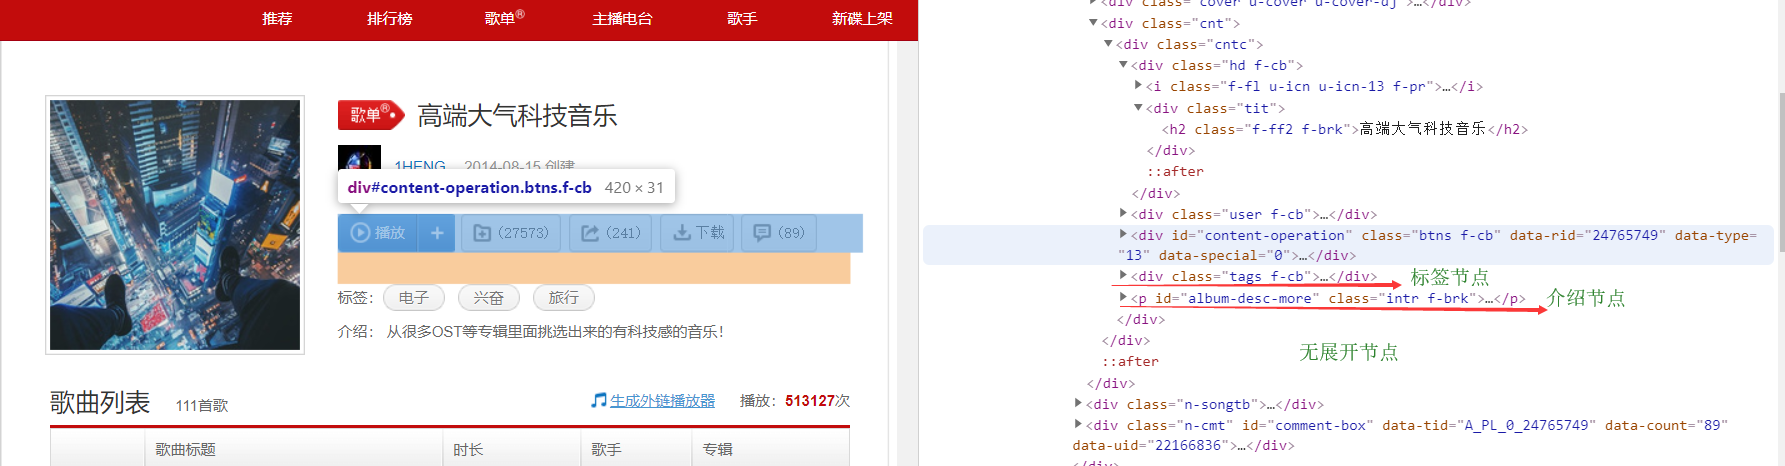 推荐 排行榜 歌单® 主播电台 歌手 新碟上架
歌单® 高端大气科技音乐
1HENG 2014-08-15 创建
div#content-operation.btns.f-cb 420 × 31
播放 + (27573) (241) 下载 (89)
标签： 电子 兴奋 旅行
介绍： 从很多OST等专辑里面挑选出来的有科技感的音乐！
歌曲列表 111首歌 生成外链播放器 播放：513127次
歌曲标题 时长 歌手 专辑
<div class="cover u-cover u-cover-dj">…</div>
<div class="cnt">
<div class="cntc">
<div class="hd f-cb">
<i class="f-fl u-icn u-icn-13 f-pr">…</i>
<div class="tit">
<h2 class="f-ff2 f-brk">高端大气科技音乐</h2>
</div>
::after
</div>
<div class="user f-cb">…</div>
<div id="content-operation" class="btns f-cb" data-rid="24765749" data-type=
"13" data-special="0">…</div>
<div class="tags f-cb">…</div> 标签节点
<p id="album-desc-more" class="intr f-brk">…</p> 介绍节点
</div>
</div>
无展开节点
::after
</div>
<div class="n-songtb">…</div>
<div class="n-cmt" id="comment-box" data-tid="A_PL_0_24765749" data-count="89"
data-uid="22166836">…</div>
</div>